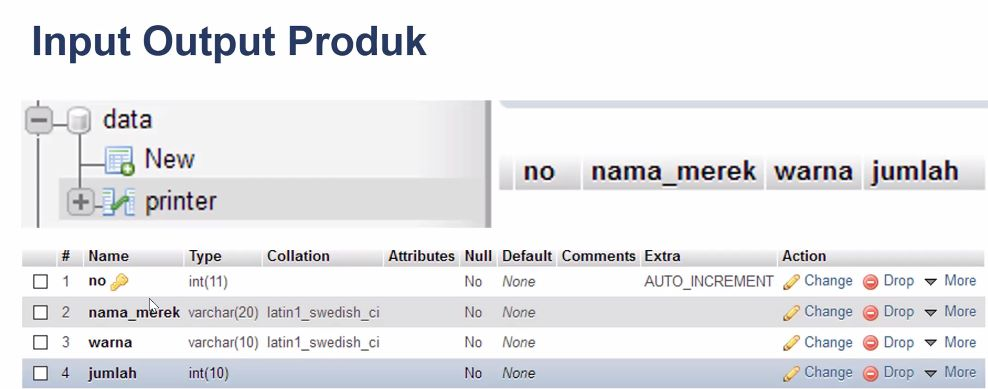 Input Output Produk
data
New
printer
no nama_merek warna jumlah
# Name Type Collation Attributes Null Default Comments Extra Action
1 no int(11) No None AUTO_INCREMENT Change Drop More
2 nama_merek varchar(20) latin1_swedish_ci No None Change Drop More
3 warna varchar(10) latin1_swedish_ci No None Change Drop More
4 jumlah int(10) No None Change Drop More